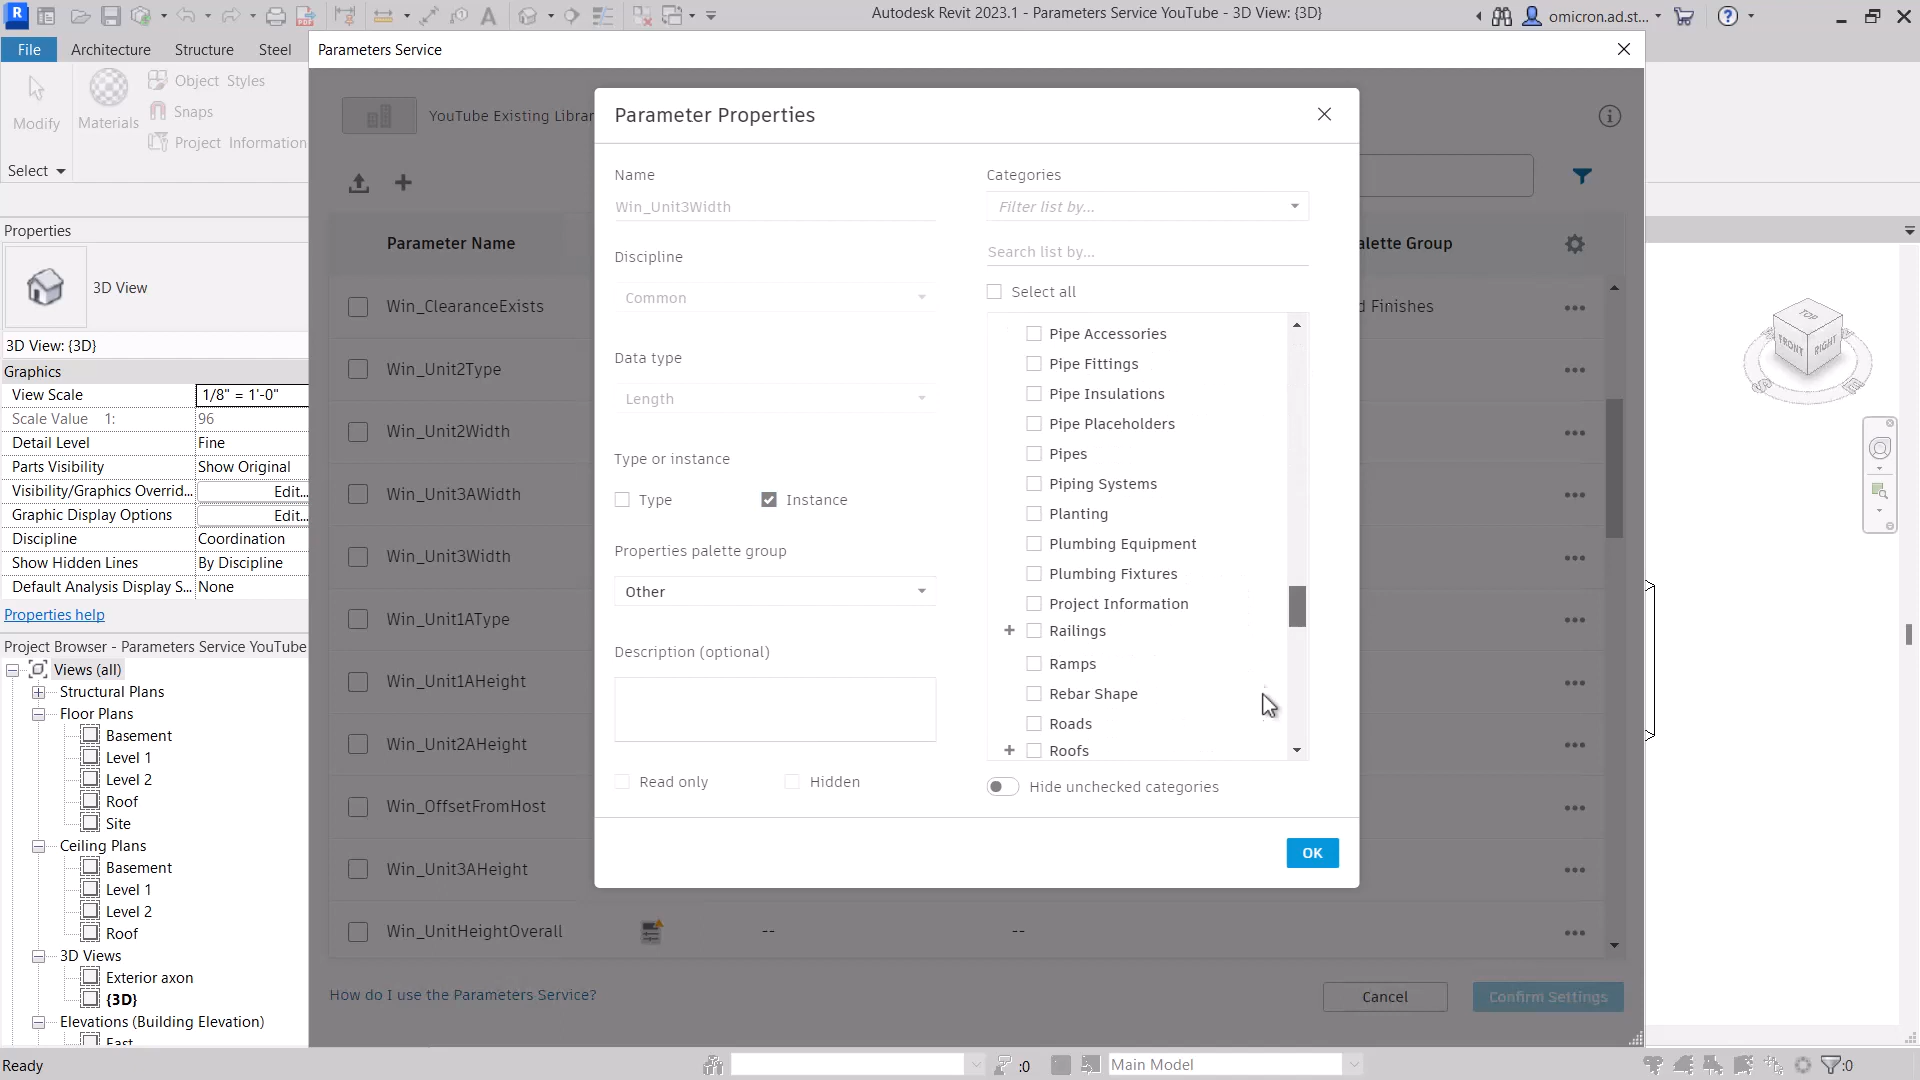 Autodesk Revit 2023.1 - Parameters Service YouTube - 3D View: {3D}
omicron.ad.st...
File
Architecture
Structure
Steel
Modify
Materials
Object Styles
Snaps
Project Information
Select
Parameters Service
YouTube Existing Librar
Parameter Name
alette Group
Win_ClearanceExists
d Finishes
Win_Unit2Type
Win_Unit2Width
Win_Unit3AWidth
Win_Unit3Width
Win_Unit1AType
Win_Unit1AHeight
Win_Unit2AHeight
Win_OffsetFromHost
Win_Unit3AHeight
Win_UnitHeightOverall
--
--
How do I use the Parameters Service?
Cancel
Confirm Settings
Parameter Properties
Name
Win_Unit3Width
Discipline
Common
Data type
Length
Type or instance
Type
Instance
Properties palette group
Other
Description (optional)
Read only
Hidden
Categories
Filter list by...
Search list by...
Select all
Pipe Accessories
Pipe Fittings
Pipe Insulations
Pipe Placeholders
Pipes
Piping Systems
Planting
Plumbing Equipment
Plumbing Fixtures
Project Information
Railings
Ramps
Rebar Shape
Roads
Roofs
Hide unchecked categories
OK
Properties
3D View
3D View: {3D}
Graphics
View Scale 1/8" = 1'-0"
Scale Value 1: 96
Detail Level Fine
Parts Visibility Show Original
Visibility/Graphics Overrid... Edit...
Graphic Display Options Edit...
Discipline Coordination
Show Hidden Lines By Discipline
Default Analysis Display S... None
Properties help
Project Browser - Parameters Service YouTube
Views (all)
Structural Plans
Floor Plans
Basement
Level 1
Level 2
Roof
Site
Ceiling Plans
Basement
Level 1
Level 2
Roof
3D Views
Exterior axon
{3D}
Elevations (Building Elevation)
East
TOP
FRONT
RIGHT
S
E
Ready
:0
Main Model
:0